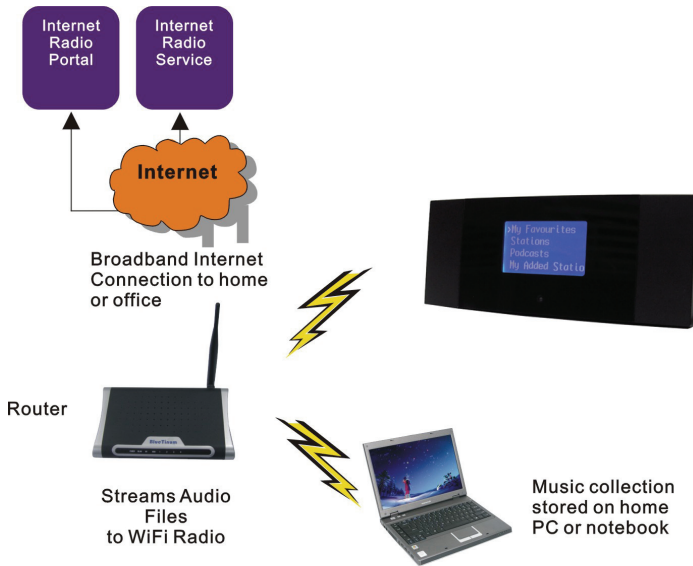 Internet
Radio
Portal
Internet
Radio
Service
Internet
Broadband Internet
Connection to home
or office
>My Favourites
Stations
Podcasts
My Added Statio
Router
Streams Audio
Files
to WiFi Radio
Music collection
stored on home
PC or notebook